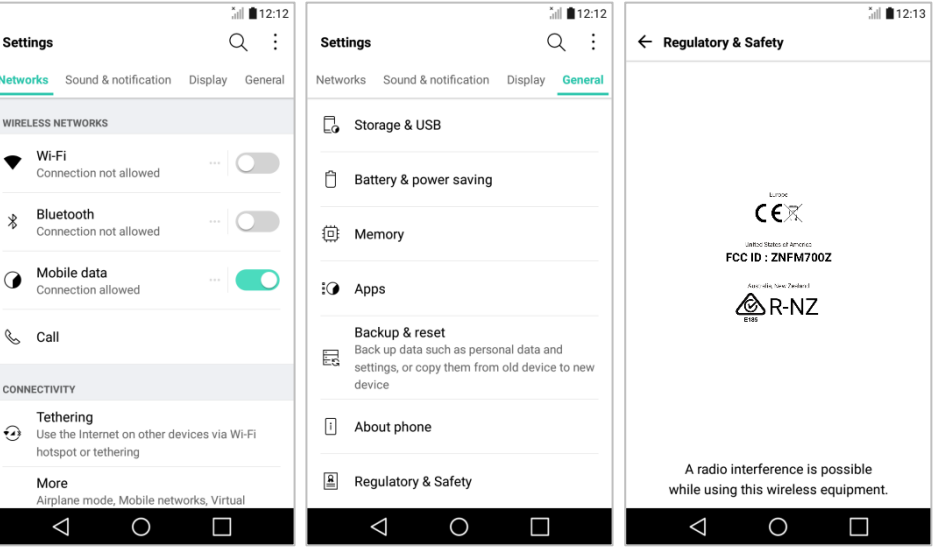 12:12
Settings
Networks Sound & notification Display General
WIRELESS NETWORKS
Wi-Fi
Connection not allowed
Bluetooth
Connection not allowed
Mobile data
Connection allowed
Call
CONNECTIVITY
Tethering
Use the Internet on other devices via Wi-Fi
hotspot or tethering
More
Airplane mode, Mobile networks, Virtual
12:12
Settings
Networks Sound & notification Display General
Storage & USB
Battery & power saving
Memory
Apps
Backup & reset
Back up data such as personal data and
settings, or copy them from old device to new
device
About phone
Regulatory & Safety
12:13
Regulatory & Safety
Europe
CE
United States of America
FCC ID : ZNFM700Z
Australia, New Zealand
R-NZ
E185
A radio interference is possible
while using this wireless equipment.